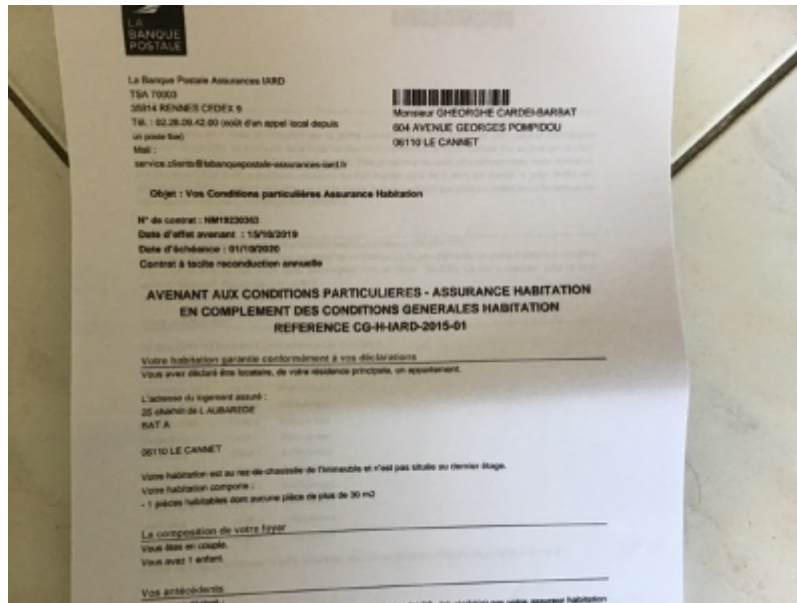 LA
BANQUE
POSTALE
La Banque Postale Assurances IARD
TSA 70003
35914 RENNES CEDEX 9
Tél. : 02.28.09.42.00 (coût d'un appel local depuis
un poste fixe)
Mail :
service.clients@labanquepostale-assurances-iard.fr
Monsieur GHEORGHE CARDEI-BARBAT
604 AVENUE GEORGES POMPIDOU
06110 LE CANNET
Objet : Vos Conditions particulières Assurance Habitation
N° de contrat : NM19230363
Date d'effet avenant : 15/10/2019
Date d'échéance : 01/10/2020
Contrat à tacite reconduction annuelle
AVENANT AUX CONDITIONS PARTICULIERES - ASSURANCE HABITATION
EN COMPLEMENT DES CONDITIONS GENERALES HABITATION
REFERENCE CG-H-IARD-2015-01
Votre habitation garantie conformément à vos déclarations
Vous avez déclaré être locataire, de votre résidence principale, un appartement.
L'adresse du logement assuré :
25 chemin de L AUBAREDE
BAT A
06110 LE CANNET
Votre habitation est au rez-de-chaussée de l'immeuble et n'est pas située au dernier étage.
Votre habitation comporte :
- 1 pièces habitables dont aucune pièce de plus de 30 m2
La composition de votre foyer
Vous êtes en couple.
Vous avez 1 enfant.
Vos antécédents
par votre assureur habitation